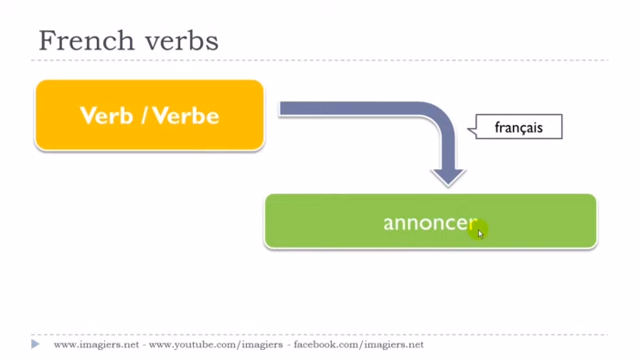 French verbs
Verb / Verbe
français
annoncer
www.imagiers.net - www.youtube.com/imagiers - facebook.com/imagiers.net